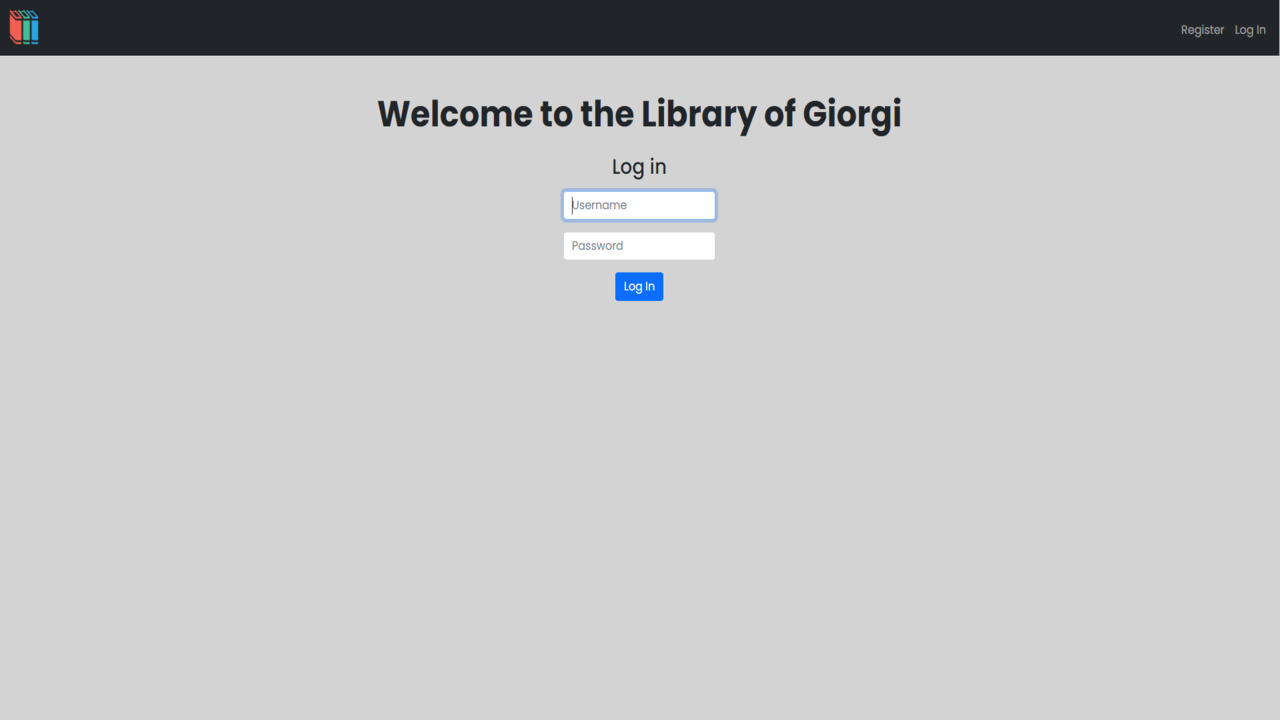 Register Log In
Welcome to the Library of Giorgi
Log in
Username
Password
Log In